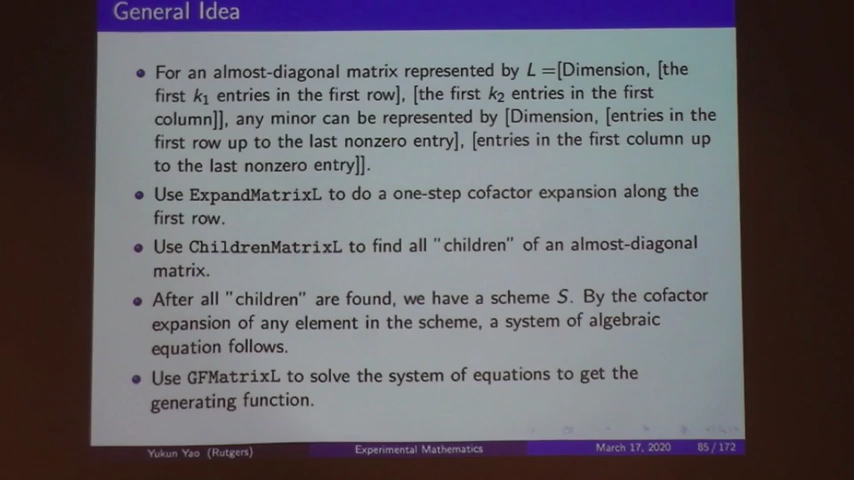 General Idea
For an almost-diagonal matrix represented by L =[Dimension, [the
first k₁ entries in the first row], [the first k₂ entries in the first
column]], any minor can be represented by [Dimension, [entries in the
first row up to the last nonzero entry], [entries in the first column up
to the last nonzero entry]].
Use ExpandMatrixL to do a one-step cofactor expansion along the
first row.
Use ChildrenMatrixL to find all "children" of an almost-diagonal
matrix.
After all "children" are found, we have a scheme S. By the cofactor
expansion of any element in the scheme, a system of algebraic
equation follows.
Use GFMatrixL to solve the system of equations to get the
generating function.
Yukun Yao (Rutgers) Experimental Mathematics March 17, 2020 85 / 172